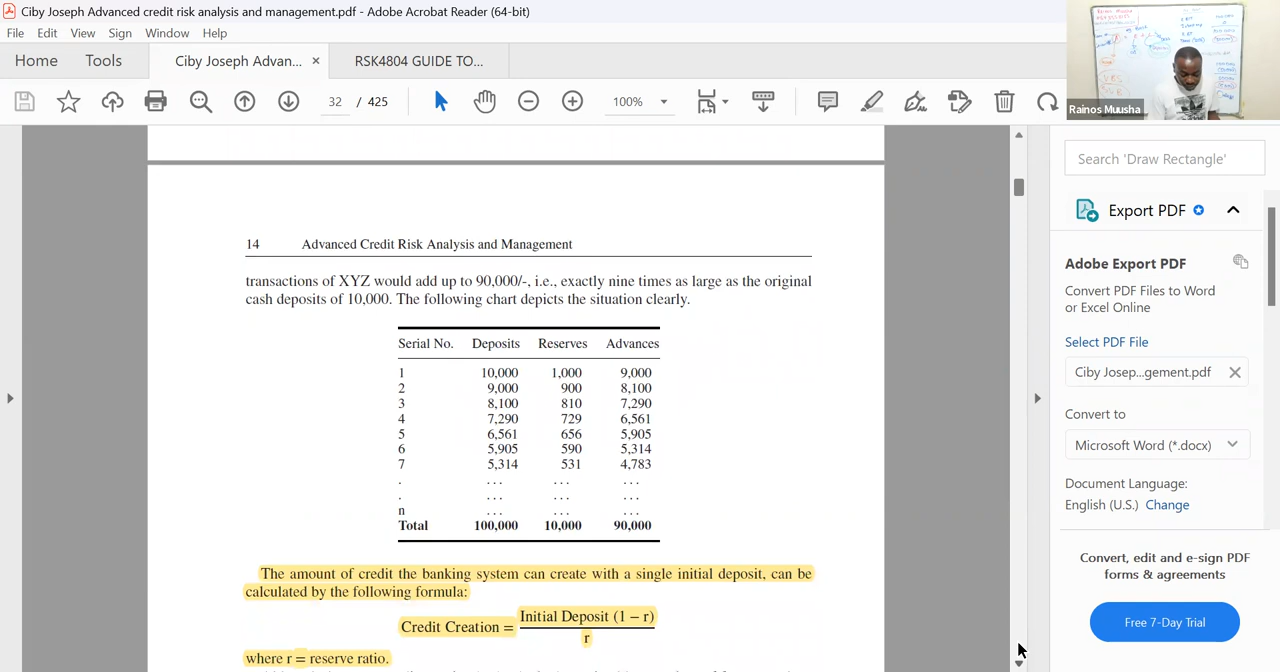 Ciby Joseph Advanced credit risk analysis and management.pdf - Adobe Acrobat Reader (64-bit)
File Edit View Sign Window Help
Home Tools Ciby Joseph Advan... × RSK4804 GUIDE TO...
32 / 425 100%
Rainos Muusha
Search 'Draw Rectangle'
Export PDF
Adobe Export PDF
Convert PDF Files to Word
or Excel Online
Select PDF File
Ciby Josep...gement.pdf
Convert to
Microsoft Word (*.docx)
Document Language:
English (U.S.) Change
Convert, edit and e-sign PDF
forms & agreements
Free 7-Day Trial
14 Advanced Credit Risk Analysis and Management
transactions of XYZ would add up to 90,000/-, i.e., exactly nine times as large as the original
cash deposits of 10,000. The following chart depicts the situation clearly.
Serial No. Deposits Reserves Advances
1 10,000 1,000 9,000
2 9,000 900 8,100
3 8,100 810 7,290
4 7,290 729 6,561
5 6,561 656 5,905
6 5,905 590 5,314
7 5,314 531 4,783
. . . . . . . . . .
. . . . . . . . . .
n . . . . . . . . .
Total 100,000 10,000 90,000
The amount of credit the banking system can create with a single initial deposit, can be
calculated by the following formula:
Credit Creation = Initial Deposit (1 − r)
r
where r = reserve ratio.